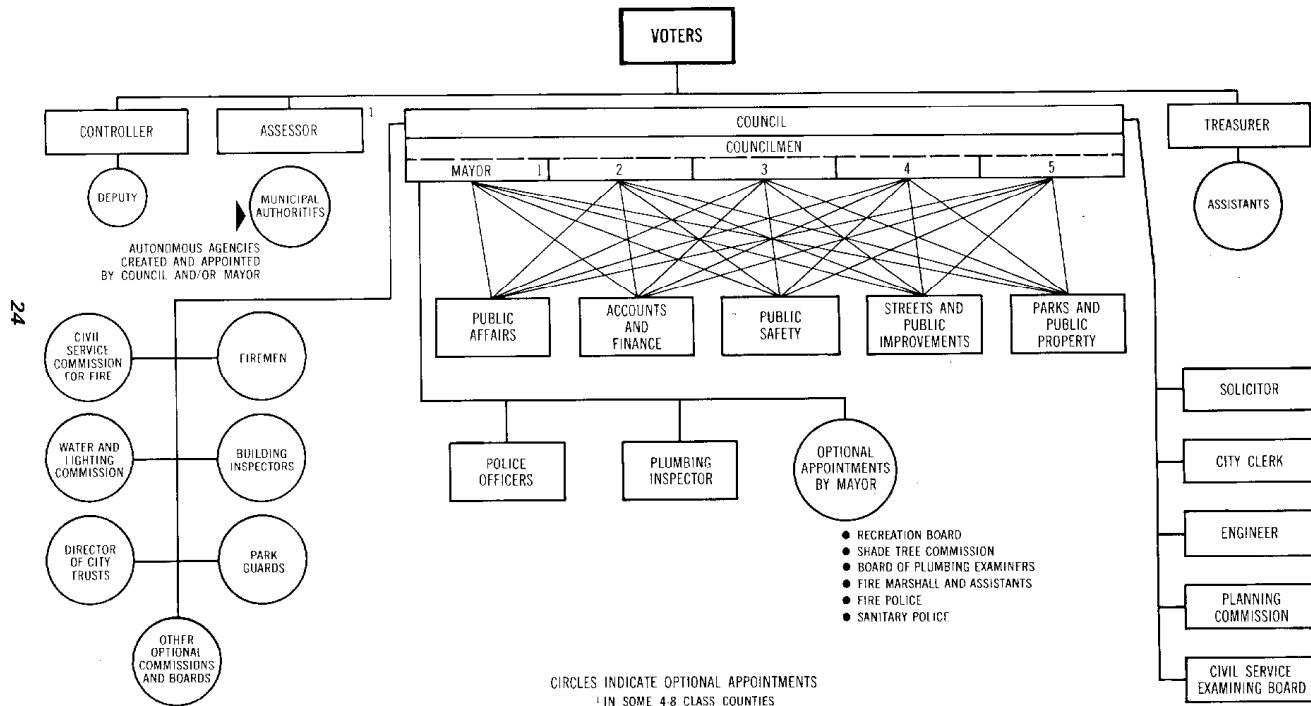 VOTERS
CONTROLLER
ASSESSOR
1
COUNCIL
COUNCILMEN
MAYOR 1 2 3 4 5
TREASURER
DEPUTY
MUNICIPAL
AUTHORITIES
ASSISTANTS
AUTONOMOUS AGENCIES
CREATED AND APPOINTED
BY COUNCIL AND/OR MAYOR
24
PUBLIC
AFFAIRS
ACCOUNTS
AND
FINANCE
PUBLIC
SAFETY
STREETS AND
PUBLIC
IMPROVEMENTS
PARKS AND
PUBLIC
PROPERTY
CIVIL
SERVICE
COMMISSION
FOR FIRE
FIREMEN
WATER AND
LIGHTING
COMMISSION
BUILDING
INSPECTORS
DIRECTOR
OF CITY
TRUSTS
PARK
GUARDS
OTHER
OPTIONAL
COMMISSIONS
AND BOARDS
POLICE
OFFICERS
PLUMBING
INSPECTOR
OPTIONAL
APPOINTMENTS
BY MAYOR
● RECREATION BOARD
● SHADE TREE COMMISSION
● BOARD OF PLUMBING EXAMINERS
● FIRE MARSHALL AND ASSISTANTS
● FIRE POLICE
● SANITARY POLICE
SOLICITOR
CITY CLERK
ENGINEER
PLANNING
COMMISSION
CIVIL SERVICE
EXAMINING BOARD
CIRCLES INDICATE OPTIONAL APPOINTMENTS
1 IN SOME 4-8 CLASS COUNTIES